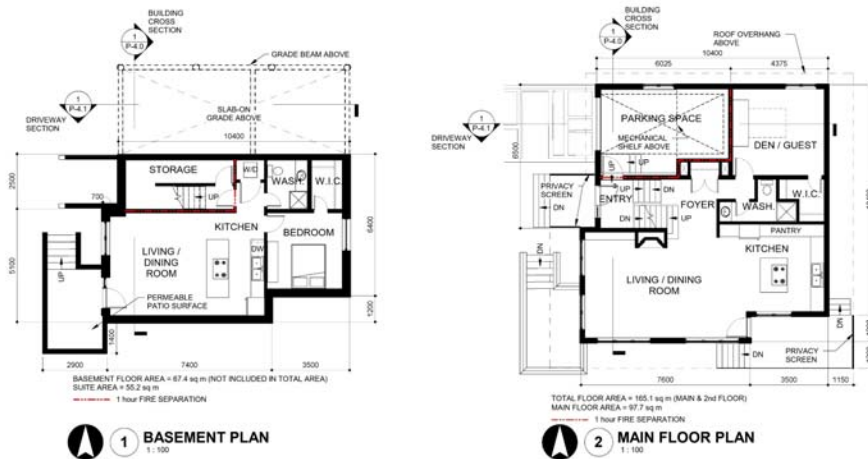 BUILDING
CROSS
SECTION
1
P-4.0
GRADE BEAM ABOVE
1
P-4.1
DRIVEWAY
SECTION
SLAB-ON
GRADE ABOVE
10400
2500
700
5100
STORAGE
UP
W/D
WASH.
W.I.C.
KITCHEN
BEDROOM
DW
LIVING /
DINING
ROOM
UP
PERMEABLE
PATIO SURFACE
6400
1200
1400
2900
7400
3500
BASEMENT FLOOR AREA = 67.4 sq m (NOT INCLUDED IN TOTAL AREA)
SUITE AREA = 55.2 sq m
1 hour FIRE SEPARATION
1
BASEMENT PLAN
1 : 100
BUILDING
CROSS
SECTION
1
P-4.0
ROOF OVERHANG
ABOVE
10400
6025
4375
1
P-4.1
DRIVEWAY
SECTION
6500
PARKING SPACE
MECHANICAL
SHELF ABOVE
DEN / GUEST
UP
UP
PRIVACY
SCREEN
DN
ENTRY
UP
DN
DN
UP
FOYER
WASH.
W.I.C.
PANTRY
KITCHEN
LIVING / DINING
ROOM
DN
DN
DN
PRIVACY
SCREEN
7600
3500
1150
TOTAL FLOOR AREA = 165.1 sq m (MAIN & 2nd FLOOR)
MAIN FLOOR AREA = 97.7 sq m
1 hour FIRE SEPARATION
2
MAIN FLOOR PLAN
1 : 100